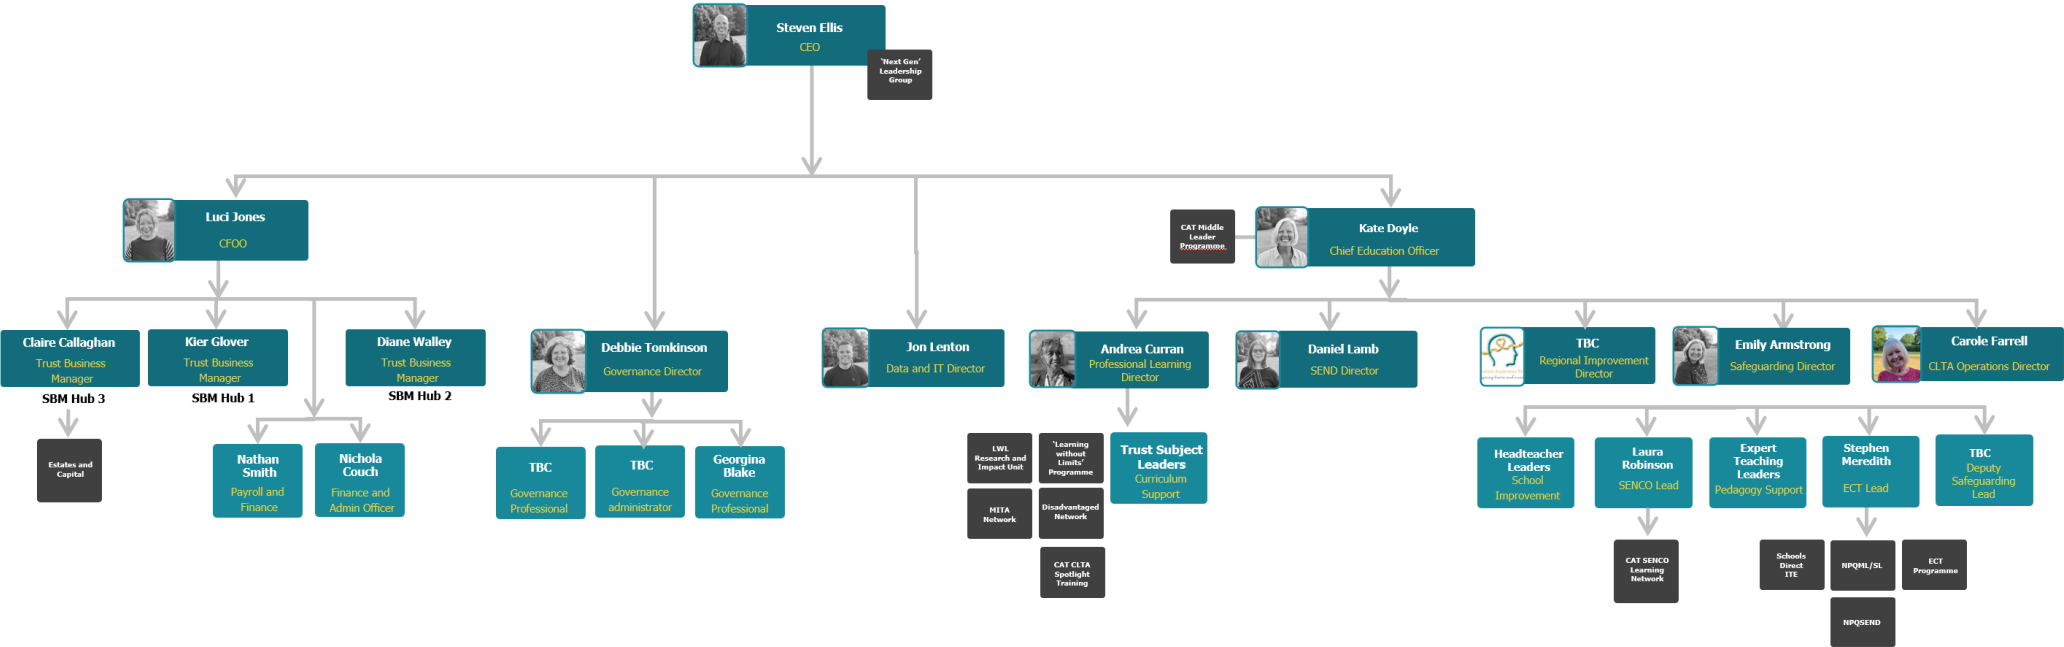 Steven Ellis
CEO
‘Next Gen’
Leadership
Group
Luci Jones
CFOO
CAT Middle
Leader
Programme
Kate Doyle
Chief Education Officer
Claire Callaghan
Trust Business
Manager
SBM Hub 3
Kier Glover
Trust Business
Manager
SBM Hub 1
Diane Walley
Trust Business
Manager
SBM Hub 2
Debbie Tomkinson
Governance Director
Jon Lenton
Data and IT Director
Andrea Curran
Professional Learning
Director
Daniel Lamb
SEND Director
TBC
Regional Improvement
Director
Emily Armstrong
Safeguarding Director
Carole Farrell
CLTA Operations Director
Estates and
Capital
Nathan
Smith
Payroll and
Finance
Nichola
Couch
Finance and
Admin Officer
TBC
Governance
Professional
TBC
Governance
administrator
Georgina
Blake
Governance
Professional
LWL
Research and
Impact Unit
‘Learning
without
Limits’
Programme
Trust Subject
Leaders
Curriculum
Support
MITA
Network
Disadvantaged
Network
CAT CLTA
Spotlight
Training
Headteacher
Leaders
School
Improvement
Laura
Robinson
SENCO Lead
Expert
Teaching
Leaders
Pedagogy Support
Stephen
Meredith
ECT Lead
TBC
Deputy
Safeguarding
Lead
CAT SENCO
Learning
Network
Schools
Direct
ITE
NPQML/SL
ECT
Programme
NPQSEND